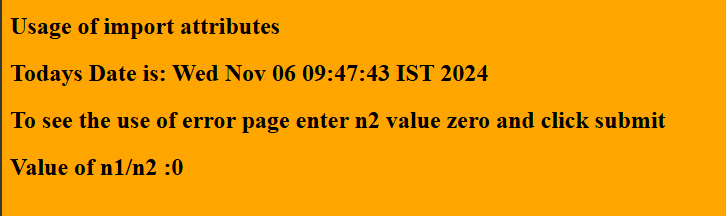 Usage of import attributes
Todays Date is: Wed Nov 06 09:47:43 IST 2024
To see the use of error page enter n2 value zero and click submit
Value of n1/n2 :0